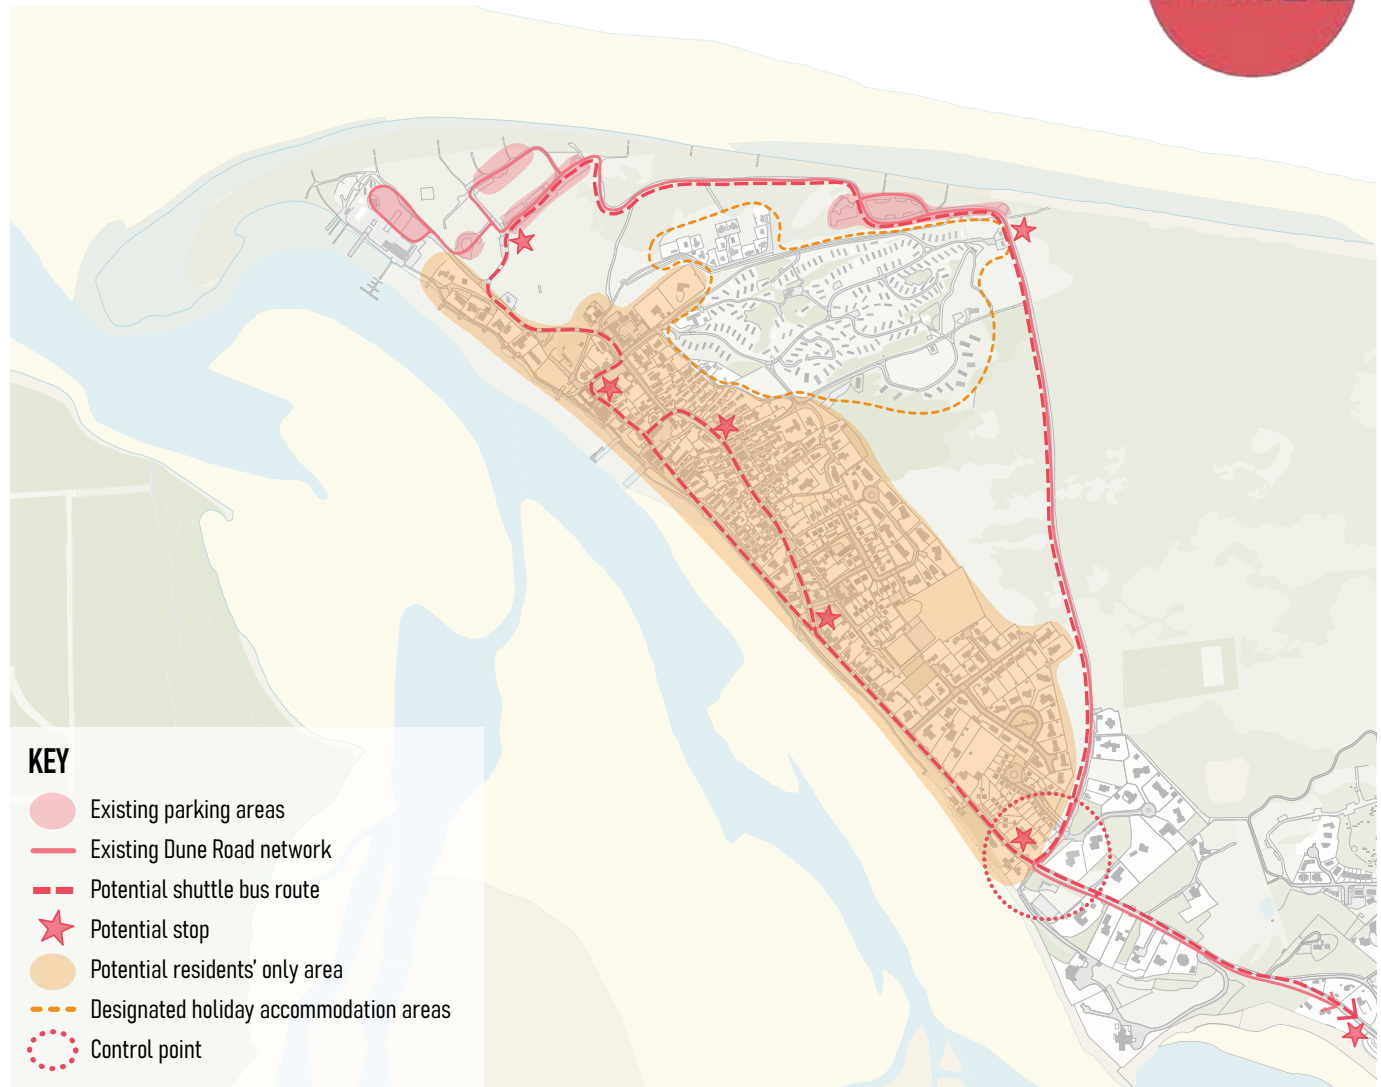 KEY
Existing parking areas
Existing Dune Road network
Potential shuttle bus route
Potential stop
Potential residents' only area
Designated holiday accommodation areas
Control point